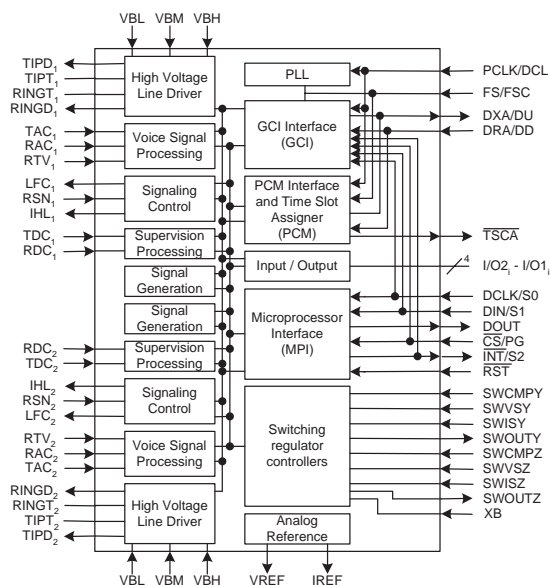 VBL VBM VBH
TIPD1
TIPT1
RINGT1
RINGD1
TAC1
RAC1
RTV1
LFC1
RSN1
IHL1
TDC1
RDC1
RDC2
TDC2
IHL2
RSN2
LFC2
RTV2
RAC2
TAC2
RINGD2
RINGT2
TIPT2
TIPD2
High Voltage
Line Driver
Voice Signal
Processing
Signaling
Control
Supervision
Processing
Signal
Generation
Signal
Generation
Supervision
Processing
Signaling
Control
Voice Signal
Processing
High Voltage
Line Driver
PLL
GCI Interface
(GCI)
PCM Interface
and Time Slot
Assigner
(PCM)
Input / Output
Microprocessor
Interface
(MPI)
Switching
regulator
controllers
Analog
Reference
PCLK/DCL
FS/FSC
DXA/DU
DRA/DD
TSCA
4
I/O2i - I/O1i
DCLK/S0
DIN/S1
DOUT
CS/PG
INT/S2
RST
SWCMPY
SWVSY
SWISY
SWOUTY
SWCMPZ
SWVSZ
SWISZ
SWOUTZ
XB
VBL VBM VBH
VREF IREF